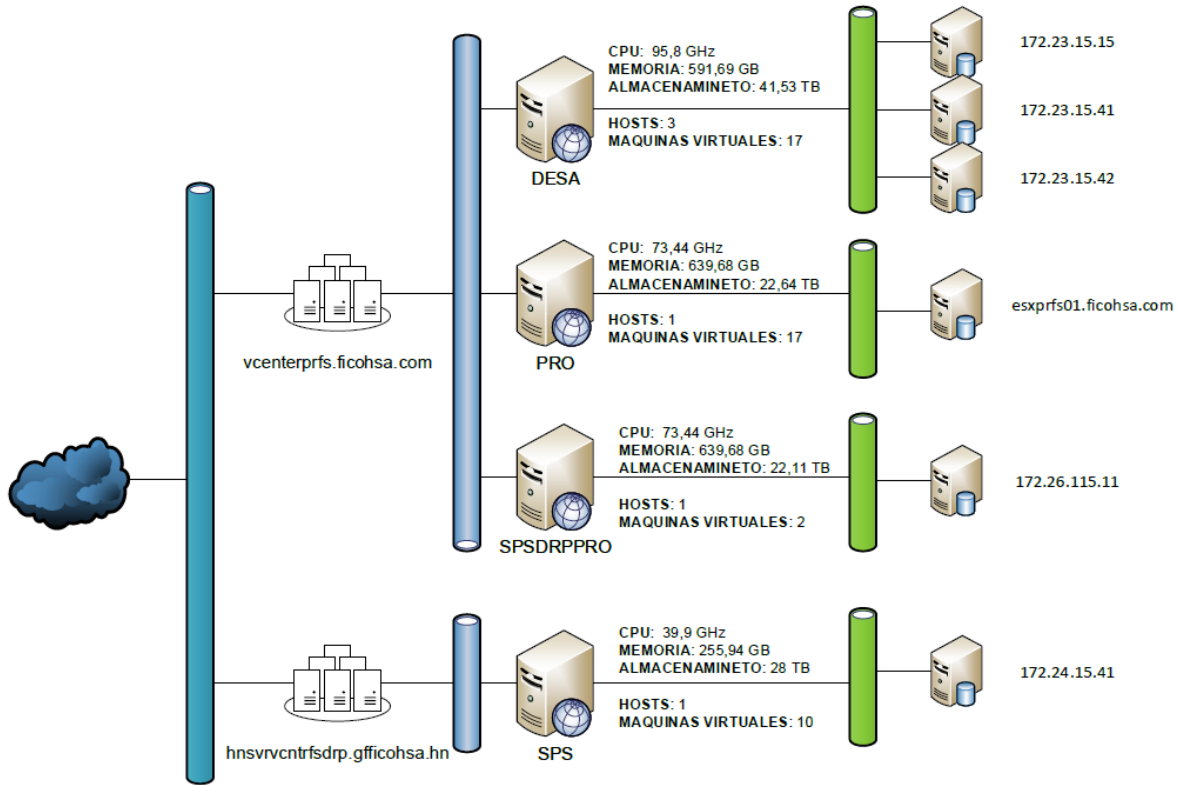 CPU: 95,8 GHz
MEMORIA: 591,69 GB
ALMACENAMINETO: 41,53 TB
HOSTS: 3
MAQUINAS VIRTUALES: 17
DESA
172.23.15.15
172.23.15.41
172.23.15.42
vcenterprfs.ficohsa.com
CPU: 73,44 GHz
MEMORIA: 639,68 GB
ALMACENAMINETO: 22,64 TB
HOSTS: 1
MAQUINAS VIRTUALES: 17
PRO
esxprfs01.ficohsa.com
CPU: 73,44 GHz
MEMORIA: 639,68 GB
ALMACENAMINETO: 22,11 TB
HOSTS: 1
MAQUINAS VIRTUALES: 2
SPSDRPPRO
172.26.115.11
hnsvrvcntrfsdrp.gfficohsa.hn
CPU: 39,9 GHz
MEMORIA: 255,94 GB
ALMACENAMINETO: 28 TB
HOSTS: 1
MAQUINAS VIRTUALES: 10
SPS
172.24.15.41